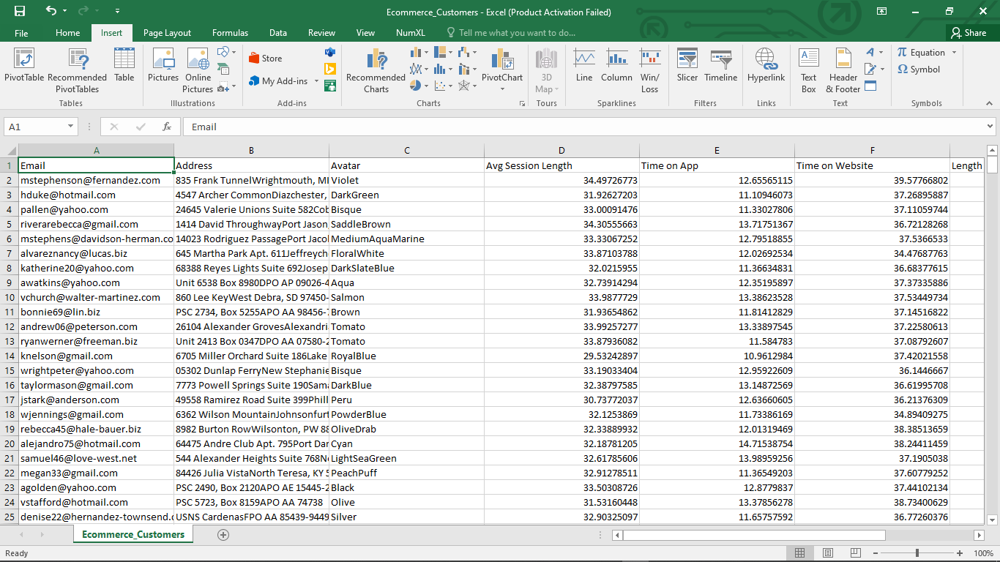 Ecommerce_Customers - Excel (Product Activation Failed)
File Home Insert Page Layout Formulas Data Review View NumXL Tell me what you want to do... Share
PivotTable Recommended PivotTables Table Pictures Online Pictures Store My Add-ins Recommended Charts PivotChart 3D Map Line Column Win/Loss Slicer Timeline Hyperlink Text Box Header & Footer Equation Symbol
Tables Illustrations Add-ins Charts Tours Sparklines Filters Links Text Symbols
A1 fx Email
A B C D E F
1 Email Address Avatar Avg Session Length Time on App Time on Website Length
2 mstephenson@fernandez.com 835 Frank TunnelWrightmouth, MI Violet 34.49726773 12.65565115 39.57766802
3 hduke@hotmail.com 4547 Archer CommonDiazchester, DarkGreen 31.92627203 11.10946073 37.26895887
4 pallen@yahoo.com 24645 Valerie Unions Suite 582Cob Bisque 33.00091476 11.33027806 37.11059744
5 riverarebecca@gmail.com 1414 David ThroughwayPort Jason, SaddleBrown 34.30555663 13.71751367 36.72128268
6 mstephens@davidson-herman.co 14023 Rodriguez PassagePort Jacob MediumAquaMarine 33.33067252 12.79518855 37.5366533
7 alvareznancy@lucas.biz 645 Martha Park Apt. 611Jeffreych FloralWhite 33.87103788 12.02692534 34.47687763
8 katherine20@yahoo.com 68388 Reyes Lights Suite 692Josep DarkSlateBlue 32.0215955 11.36634831 36.68377615
9 awatkins@yahoo.com Unit 6538 Box 8980DPO AP 09026-4 Aqua 32.73914294 12.35195897 37.37335886
10 vchurch@walter-martinez.com 860 Lee KeyWest Debra, SD 97450- Salmon 33.9877729 13.38623528 37.53449734
11 bonnie69@lin.biz PSC 2734, Box 5255APO AA 98456-7 Brown 31.93654862 11.81412829 37.14516822
12 andrew06@peterson.com 26104 Alexander GrovesAlexandri Tomato 33.99257277 13.33897545 37.22580613
13 ryanwerner@freeman.biz Unit 2413 Box 0347DPO AA 07580-2 Tomato 33.87936082 11.584783 37.08792607
14 knelson@gmail.com 6705 Miller Orchard Suite 186Lake RoyalBlue 29.53242897 10.9612984 37.42021558
15 wrightpeter@yahoo.com 05302 Dunlap FerryNew Stephanie Bisque 33.19033404 12.95922609 36.1446667
16 taylormason@gmail.com 7773 Powell Springs Suite 190Sama DarkBlue 32.38797585 13.14872569 36.61995708
17 jstark@anderson.com 49558 Ramirez Road Suite 399Phill Peru 30.73772037 12.63660605 36.21376309
18 wjennings@gmail.com 6362 Wilson MountainJohnsonfurt PowderBlue 32.1253869 11.73386169 34.89409275
19 rebecca45@hale-bauer.biz 8982 Burton RowWilsonton, PW 88 OliveDrab 32.33889932 12.01319469 38.38513659
20 alejandro75@hotmail.com 64475 Andre Club Apt. 795Port Dan Cyan 32.18781205 14.71538754 38.24411459
21 samuel46@love-west.net 544 Alexander Heights Suite 768No LightSeaGreen 32.61785606 13.98959256 37.1905038
22 megan33@gmail.com 84426 Julia VistaNorth Teresa, KY 5 PeachPuff 32.91278511 11.36549203 37.60779252
23 agolden@yahoo.com PSC 2490, Box 2120APO AE 15445-2 Black 33.50308726 12.8779837 37.44102134
24 vstafford@hotmail.com PSC 5723, Box 8159APO AA 74738 Olive 31.53160448 13.37856278 38.73400629
25 denise22@hernandez-townsend.c USNS CardenasFPO AA 85439-9449 Silver 32.90325097 11.65757592 36.77260376
Ecommerce_Customers
Ready 100%